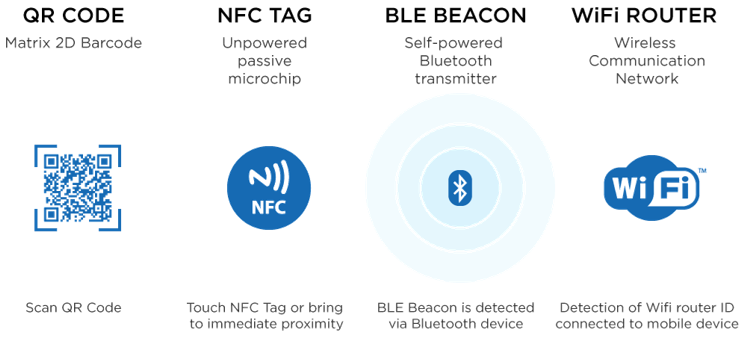 QR CODE
Matrix 2D Barcode
Scan QR Code
NFC TAG
Unpowered
passive
microchip
NFC
Touch NFC Tag or bring
to immediate proximity
BLE BEACON
Self-powered
Bluetooth
transmitter
BLE Beacon is detected
via Bluetooth device
WiFi ROUTER
Wireless
Communication
Network
Wi Fi™
Detection of Wifi router ID
connected to mobile device